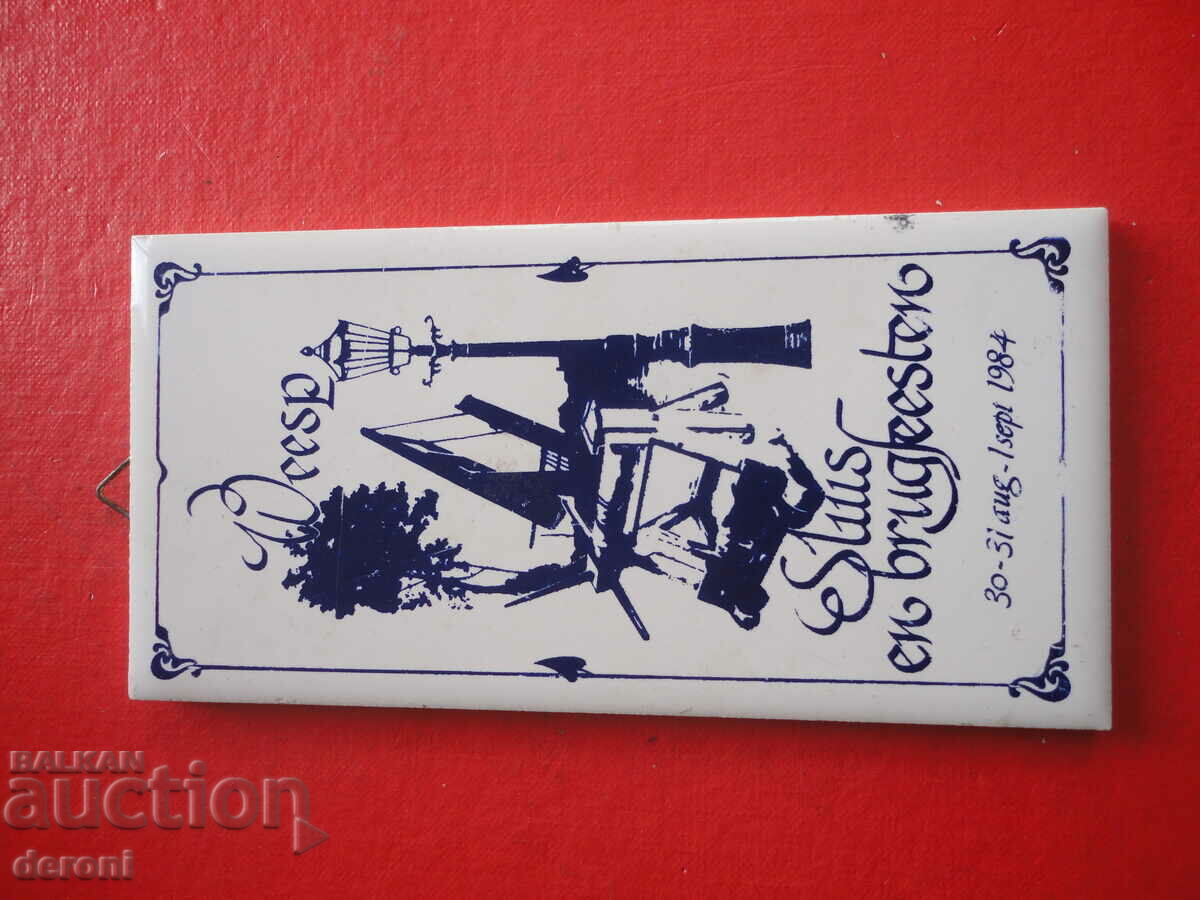 Weesp
Sluis
en brugfeesten
30-31 aug-1 sept 1984
BALKAN
auction
deroni